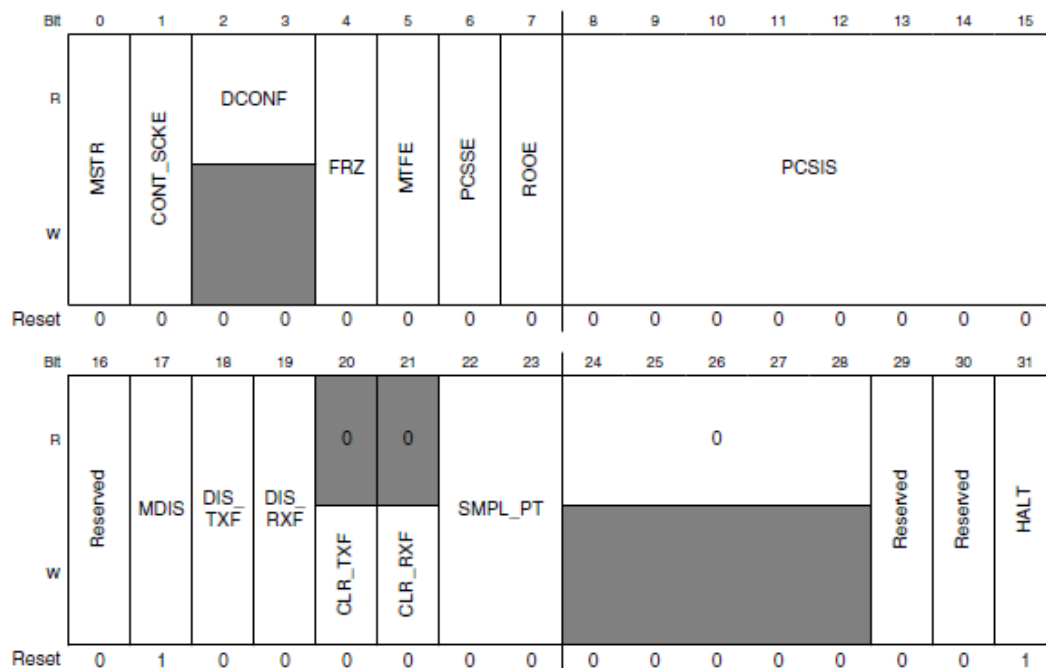 Bit 0 1 2 3 4 5 6 7 8 9 10 11 12 13 14 15
R
W
MSTR
CONT_SCKE
DCONF
FRZ
MTFE
PCSSE
ROOE
PCSIS
Reset 0 0 0 0 0 0 0 0 0 0 0 0 0 0 0 0
Bit 16 17 18 19 20 21 22 23 24 25 26 27 28 29 30 31
R
W
Reserved
MDIS
DIS_
TXF
DIS_
RXF
0
CLR_TXF
0
CLR_RXF
SMPL_PT
0
Reserved
Reserved
HALT
Reset 0 1 0 0 0 0 0 0 0 0 0 0 0 0 0 1